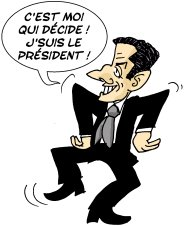 C'EST MOI
QUI DÉCIDE !
J'SUIS LE
PRÉSIDENT !